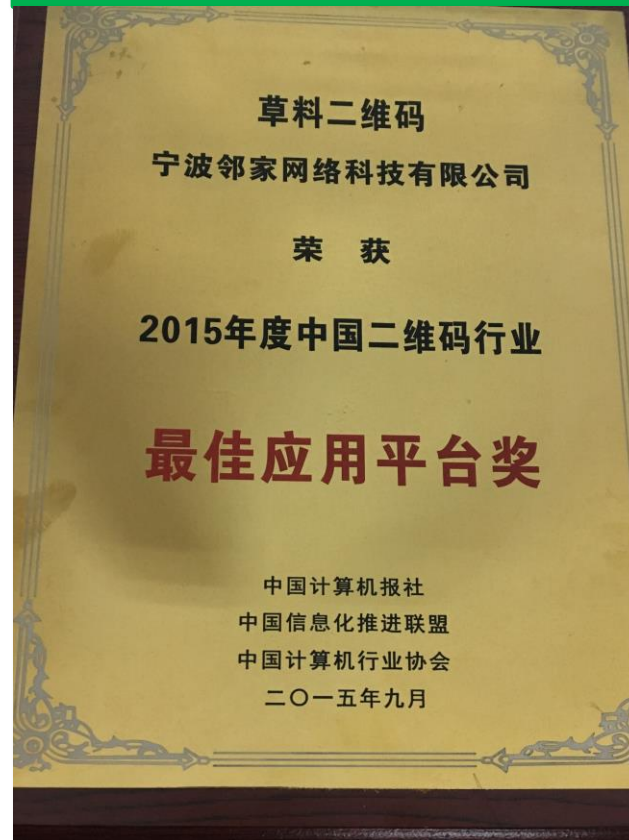 草料二维码
宁波邻家网络科技有限公司
荣 获
2015年度中国二维码行业
最佳应用平台奖
中国计算机报社
中国信息化推进联盟
中国计算机行业协会
二〇一五年九月